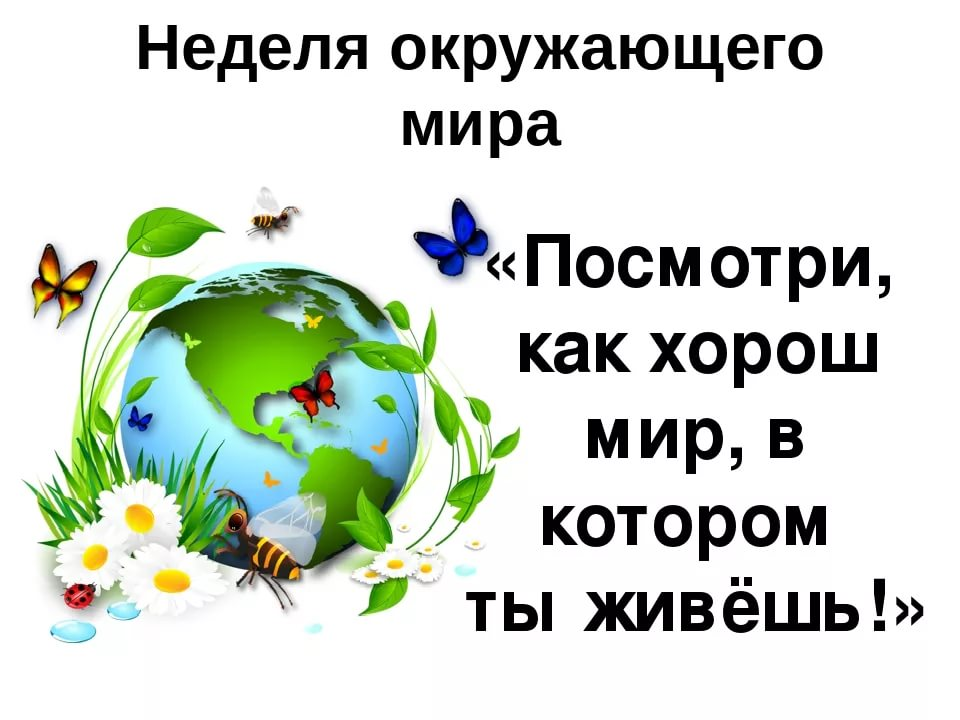 Неделя окружающего
мира
«Посмотри,
как хорош
мир, в
котором
ты живёшь!»